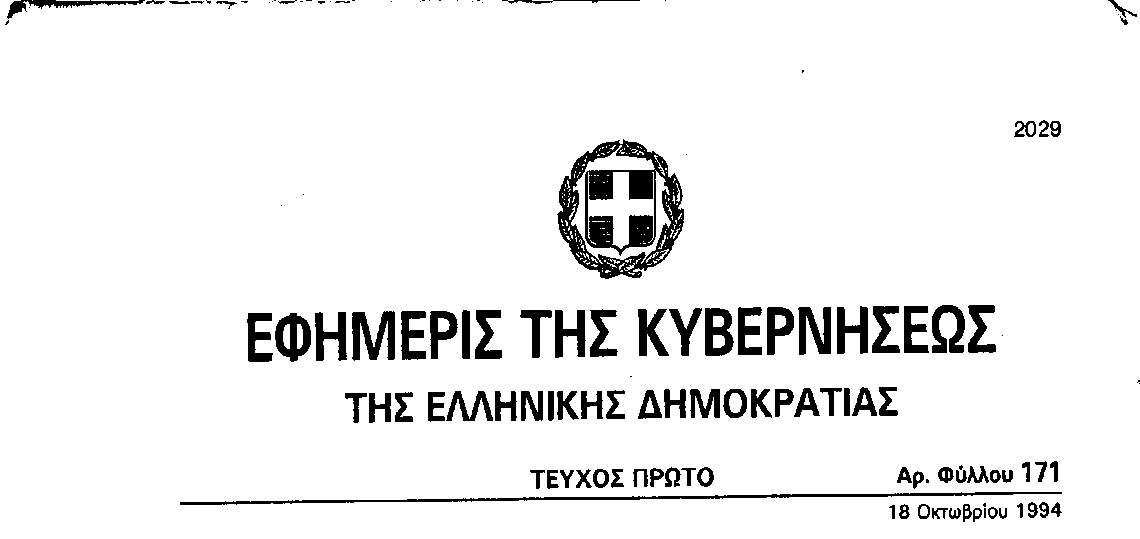 2029
ΕΦΗΜΕΡΙΣ ΤΗΣ ΚΥΒΕΡΝΗΣΕΩΣ
ΤΗΣ ΕΛΛΗΝΙΚΗΣ ΔΗΜΟΚΡΑΤΙΑΣ
ΤΕΥΧΟΣ ΠΡΩΤΟ
Αρ. Φύλλου 171
18 Οκτωβρίου 1994